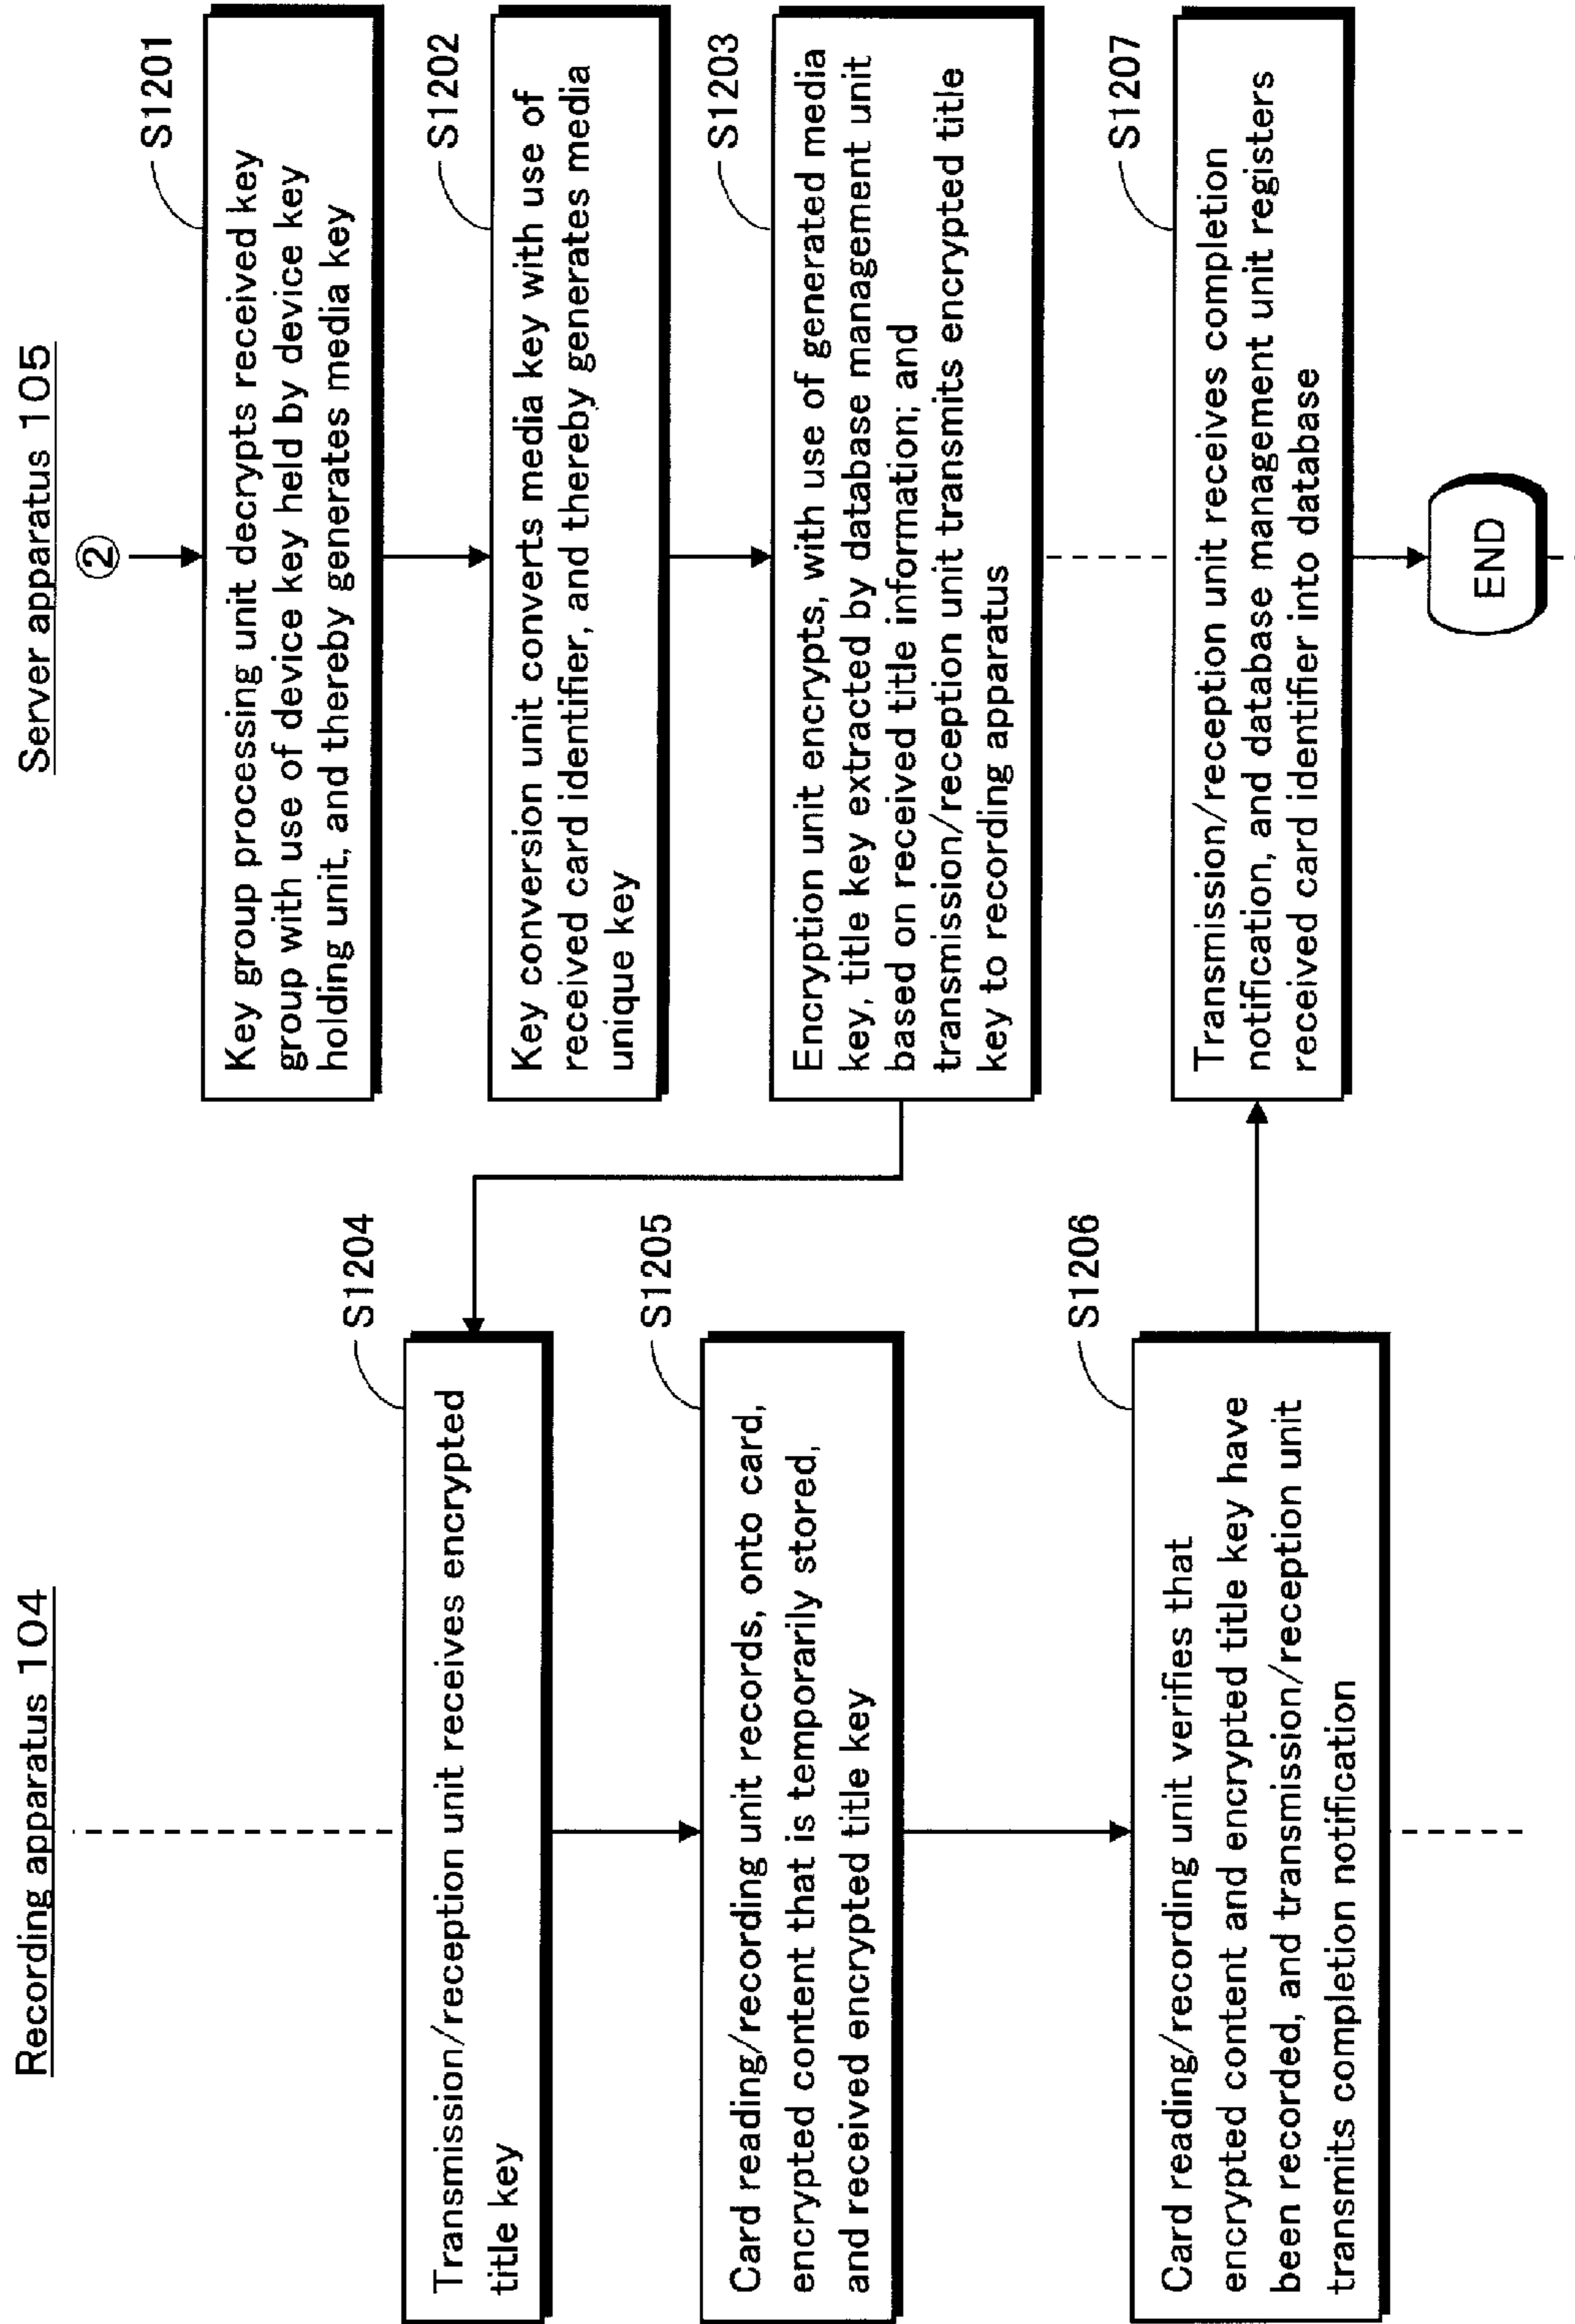 Recording apparatus 104
Server apparatus 105
②
S1201
Key group processing unit decrypts received key
group with use of device key held by device key
holding unit, and thereby generates media key
S1202
Key conversion unit converts media key with use of
received card identifier, and thereby generates media
unique key
S1203
Encryption unit encrypts, with use of generated media
key, title key extracted by database management unit
based on received title information; and
transmission/reception unit transmits encrypted title
key to recording apparatus
S1204
Transmission/reception unit receives encrypted
title key
S1205
Card reading/recording unit records, onto card,
encrypted content that is temporarily stored,
and received encrypted title key
S1206
Card reading/recording unit verifies that
encrypted content and encrypted title key have
been recorded, and transmission/reception unit
transmits completion notification
S1207
Transmission/reception unit receives completion
notification, and database management unit registers
received card identifier into database
END